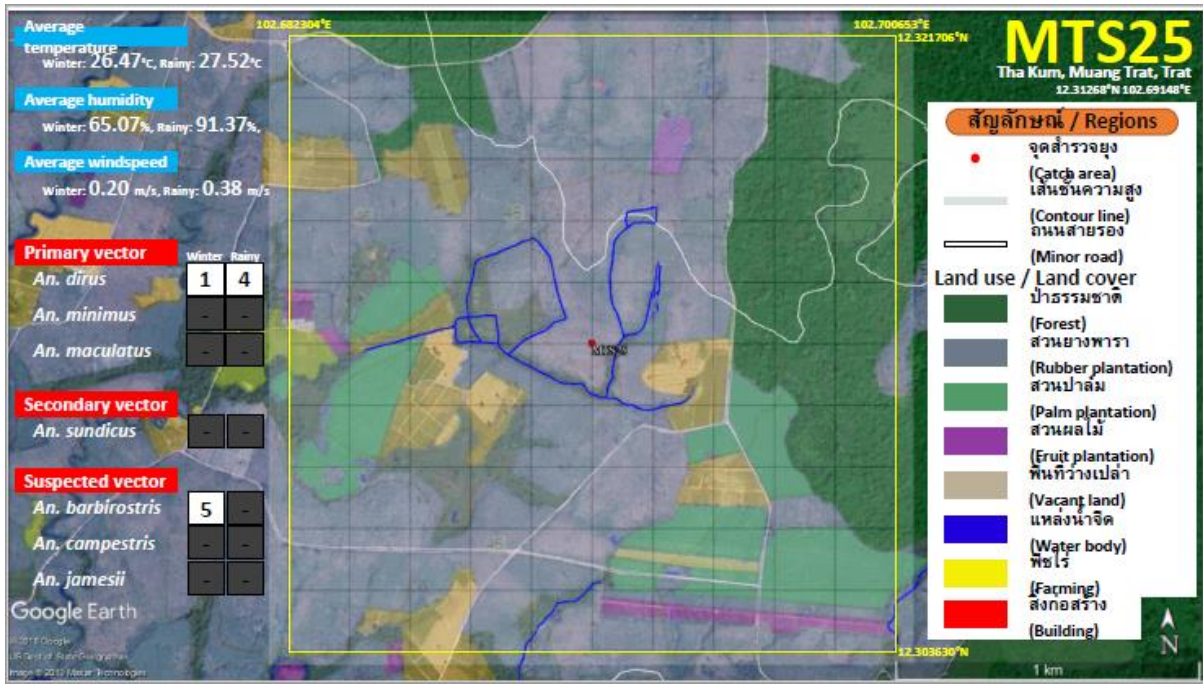 Average
temperature
Winter: 26.47°C, Rainy: 27.52°C
Average humidity
Winter: 65.07%, Rainy: 91.37%,
Average windspeed
Winter: 0.20 m/s, Rainy: 0.38 m/s
Primary vector Winter Rainy
An. dirus 1 4
An. minimus - -
An. maculatus - -
Secondary vector
An. sundicus - -
Suspected vector
An. barbirostris 5 -
An. campestris - -
An. jamesii - -
Google Earth
Image © 2013 Maxar Technologies
102.682304°E
102.700653°E
12.321706°N
MTS25
12.303630°N
MTS25
Tha Kum, Muang Trat, Trat
12.31268°N 102.69148°E
สัญลักษณ์ / Regions
จุดสำรวจยุง
(Catch area)
เส้นชั้นความสูง
(Contour line)
ถนนสายรอง
(Minor road)
Land use / Land cover
ป่าธรรมชาติ
(Forest)
สวนยางพารา
(Rubber plantation)
สวนปาล์ม
(Palm plantation)
สวนผลไม้
(Fruit plantation)
พื้นที่ว่างเปล่า
(Vacant land)
แหล่งน้ำจืด
(Water body)
พืชไร่
(Farming)
สิ่งก่อสร้าง
(Building)
N
1 km